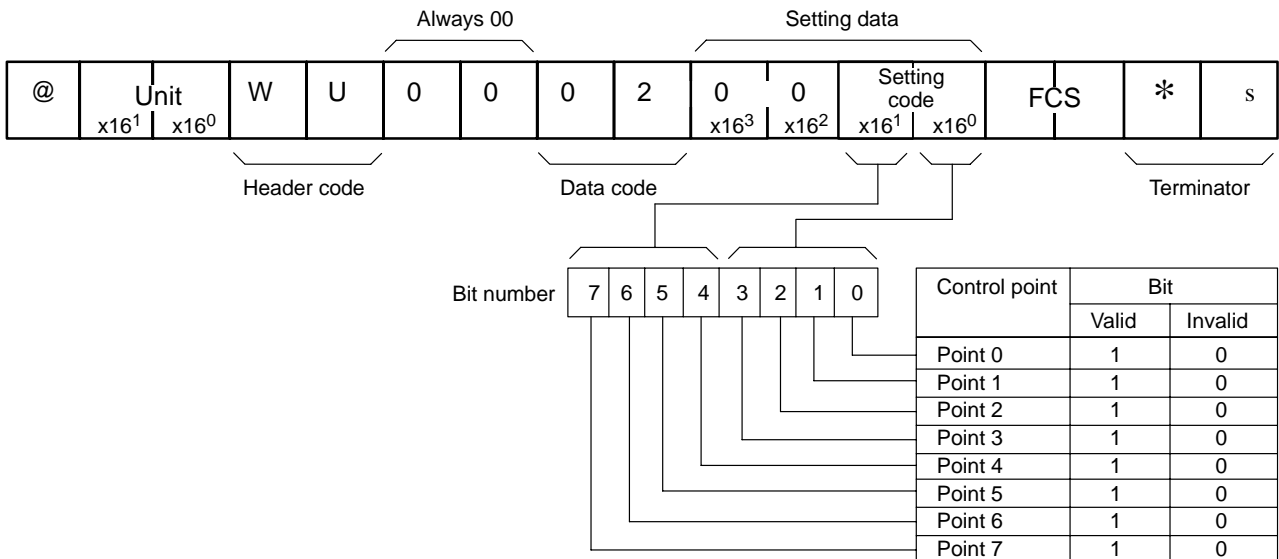 Always 00 Setting data
@ Unit x16¹ x16⁰ W U 0 0 0 2 0 x16³ 0 x16² Setting code x16¹ x16⁰ FCS * s
Header code Data code Terminator
Bit number 7 6 5 4 3 2 1 0
Control point Bit
Valid Invalid
Point 0 1 0
Point 1 1 0
Point 2 1 0
Point 3 1 0
Point 4 1 0
Point 5 1 0
Point 6 1 0
Point 7 1 0